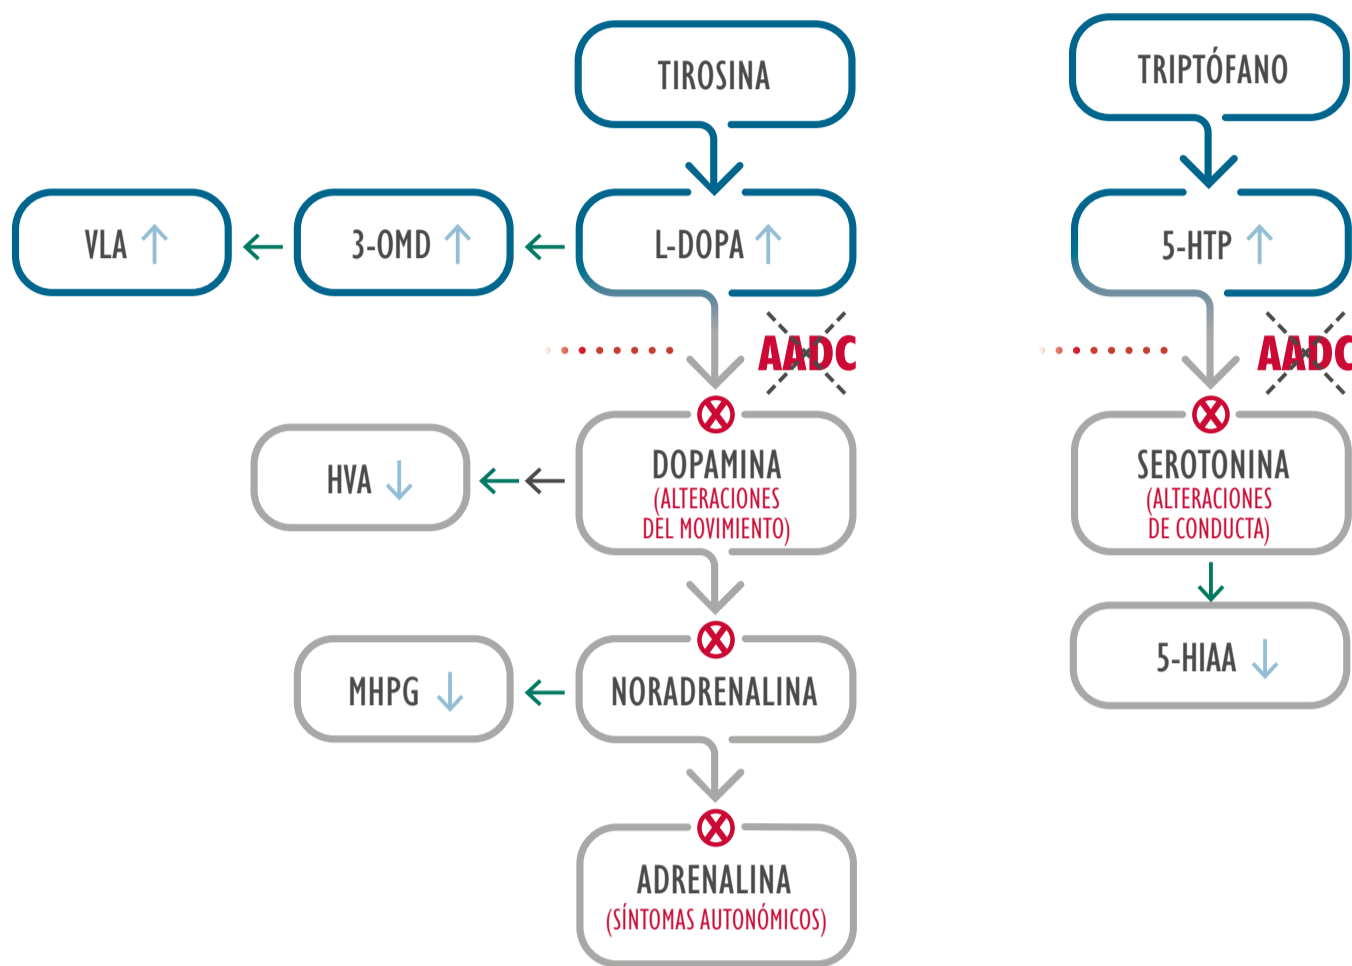 TIROSINA
TRIPTÓFANO
VLA ↑
3-OMD ↑
L-DOPA ↑
5-HTP ↑
AADC
AADC
HVA ↓
DOPAMINA
(ALTERACIONES
DEL MOVIMIENTO)
SEROTONINA
(ALTERACIONES
DE CONDUCTA)
MHPG ↓
NORADRENALINA
5-HIAA ↓
ADRENALINA
(SÍNTOMAS AUTONÓMICOS)